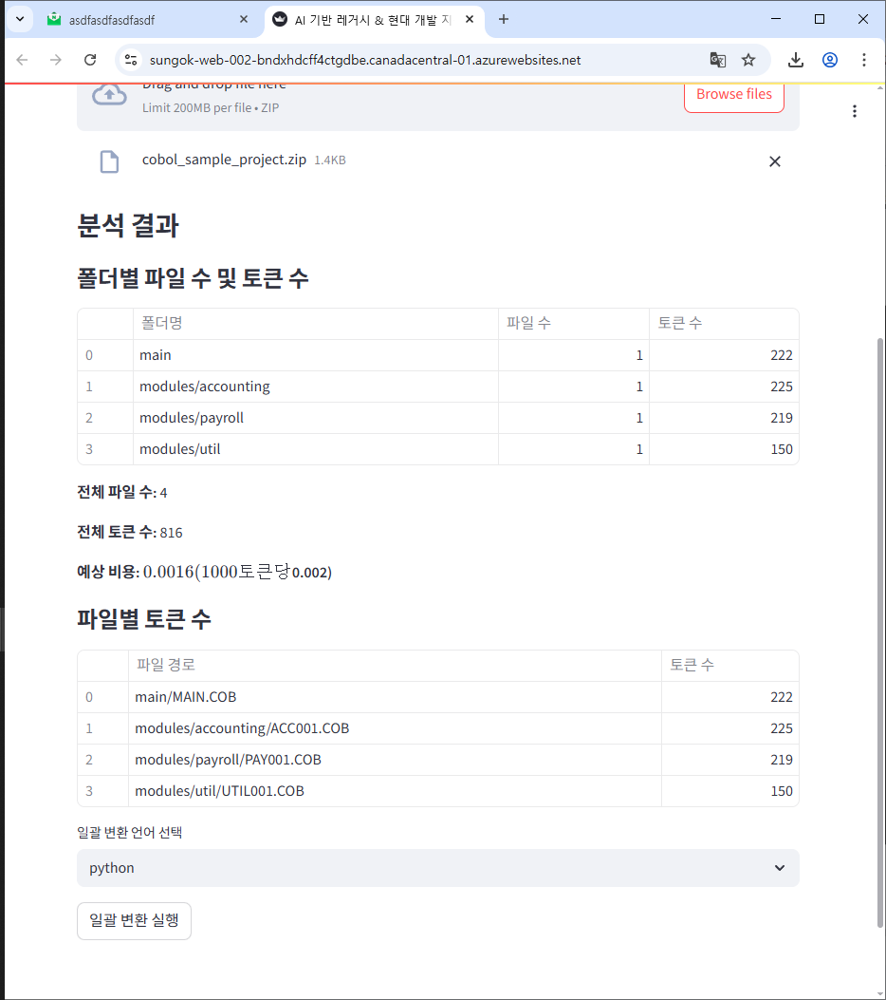 asdfasdfasdfasdf
AI 기반 레거시 & 현대 개발 지
sungok-web-002-bndxhdcff4ctgdbe.canadacentral-01.azurewebsites.net
Drag and drop file here
Limit 200MB per file • ZIP
Browse files
cobol_sample_project.zip 1.4KB
분석 결과
폴더별 파일 수 및 토큰 수
폴더명 파일 수 토큰 수
0 main 1 222
1 modules/accounting 1 225
2 modules/payroll 1 219
3 modules/util 1 150
전체 파일 수: 4
전체 토큰 수: 816
예상 비용: 0.0016(1000토큰당0.002)
파일별 토큰 수
파일 경로 토큰 수
0 main/MAIN.COB 222
1 modules/accounting/ACC001.COB 225
2 modules/payroll/PAY001.COB 219
3 modules/util/UTIL001.COB 150
일괄 변환 언어 선택
python
일괄 변환 실행